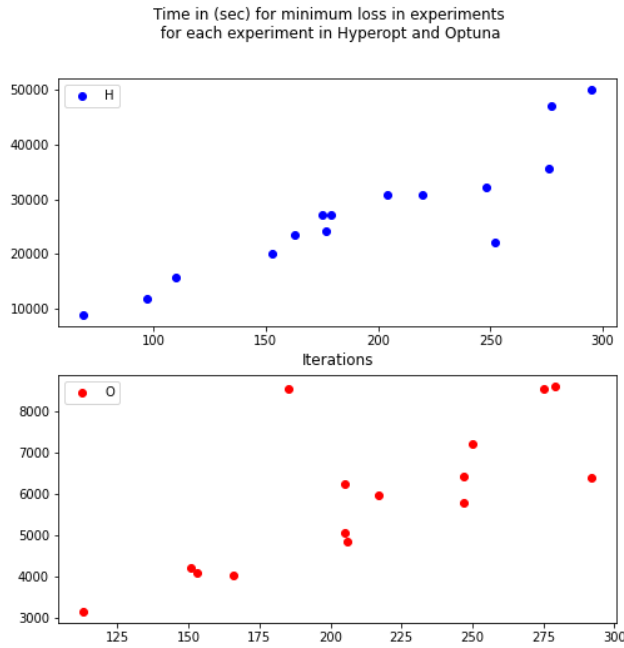 Time in (sec) for minimum loss in experiments
for each experiment in Hyperopt and Optuna
H
50000
40000
30000
20000
10000
100 150 200 250 300
Iterations
O
8000
7000
6000
5000
4000
3000
125 150 175 200 225 250 275 300